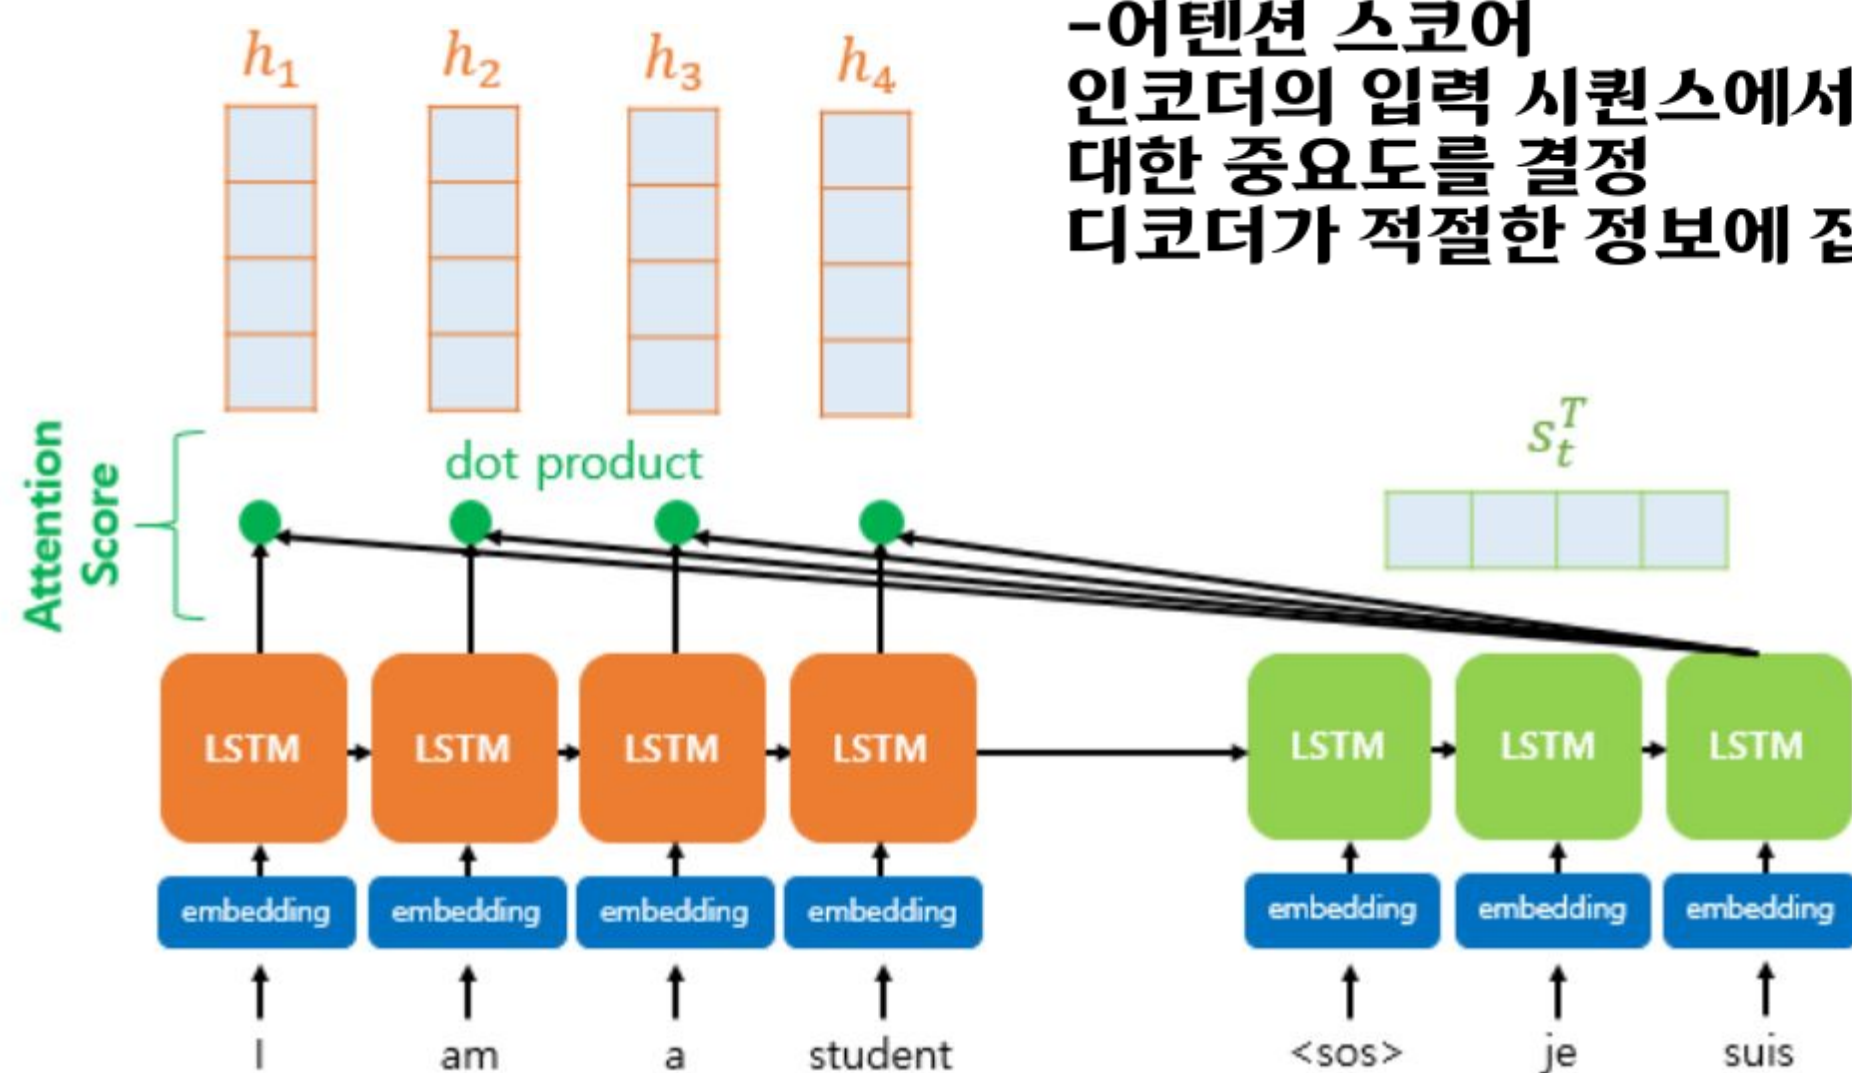 -어텐션 스코어
인코더의 입력 시퀀스에서
대한 중요도를 결정
디코더가 적절한 정보에
h₁ h₂ h₃ h₄
sₜᵀ
Attention
Score
dot product
LSTM LSTM LSTM LSTM LSTM LSTM LSTM
embedding embedding embedding embedding embedding embedding embedding
I am a student <sos> je suis